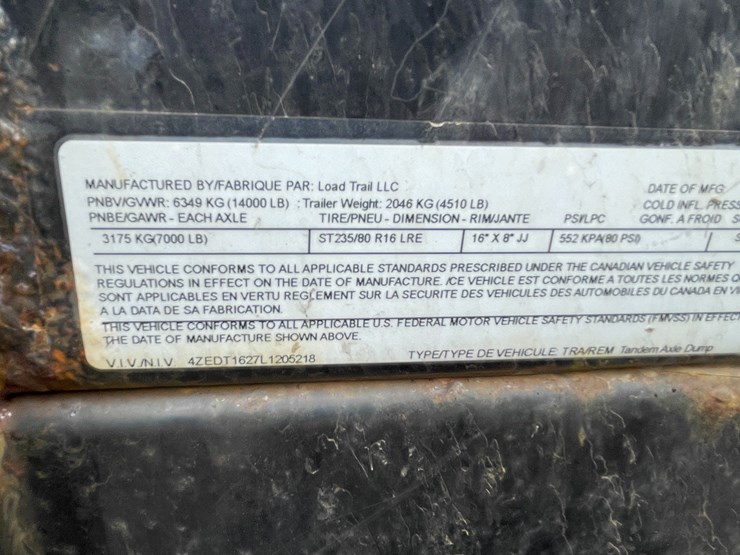 MANUFACTURED BY/FABRIQUE PAR: Load Trail LLC DATE OF MFG
PNBV/GVWR: 6349 KG (14000 LB) : Trailer Weight: 2046 KG (4510 LB) COLD INFL. PRESS
PNBE/GAWR - EACH AXLE TIRE/PNEU - DIMENSION - RIM/JANTE PSI/LPC GONF. A FROID
3175 KG(7000 LB) ST235/80 R16 LRE 16" X 8" JJ 552 KPA(80 PSI)
THIS VEHICLE CONFORMS TO ALL APPLICABLE STANDARDS PRESCRIBED UNDER THE CANADIAN VEHICLE SAFETY
REGULATIONS IN EFFECT ON THE DATE OF MANUFACTURE. /CE VEHICLE EST CONFORME A TOUTES LES NORMES
SONT APPLICABLES EN VERTU REGLEMENT SUR LA SECURITE DES VEHICULES DES AUTOMOBILES DU CANADA EN
A LA DATA DE SA FABRICATION.
THIS VEHICLE CONFORMS TO ALL APPLICABLE U.S. FEDERAL MOTOR VEHICLE SAFETY STANDARDS (FMVSS) IN EFFECT
THE DATE OF MANUFACTURE SHOWN ABOVE.
V.I.V./N.I.V. 4ZEDT1627L1205218 TYPE/TYPE DE VEHICULE: TRA/REM Tandem Axle Dump